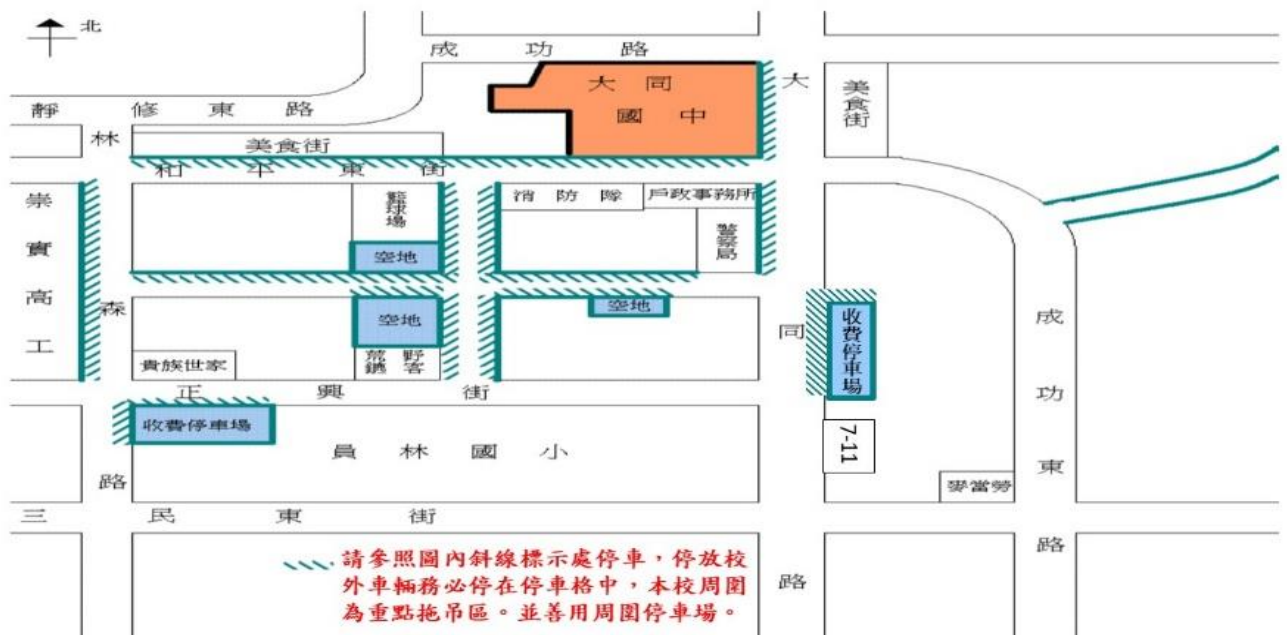 北
成功路
大同
國中
大同路
美食街
靜修東路
林森路
美食街
和平東街
崇實高工
籃球場
消防隊
戶政事務所
警察局
空地
空地
空地
收費停車場
成功東路
貴族世家
荒野
鏢客
正興街
收費停車場
員林國小
7-11
麥當勞
三民東街
請參照圖內斜線標示處停車，停放校
外車輛務必停在停車格中，本校周圍
為重點拖吊區。並善用周圍停車場。